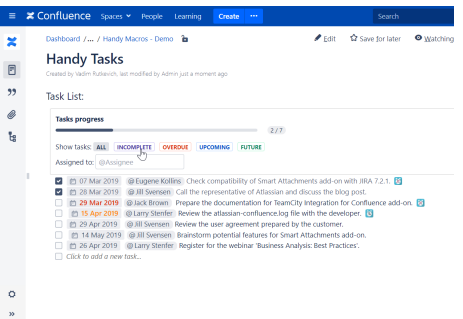 Confluence Spaces People Learning Create ··· Search
Dashboard /... / Handy Macros - Demo Edit Save for later Watching
Handy Tasks
Created by Vadim Rutkevich, last modified by Admin just a moment ago
Task List:
Tasks progress
2 / 7
Show tasks: ALL INCOMPLETE OVERDUE UPCOMING FUTURE
Assigned to: @Assignee
07 Mar 2019 @Eugene Kollins Check compatibility of Smart Attachments add-on with JIRA 7.2.1.
28 Mar 2019 @Jill Svensen Call the representative of Atlassian and discuss the blog post.
29 Mar 2019 @Jack Brown Prepare the documentation for TeamCity Integration for Confluence add-on.
15 Apr 2019 @Larry Stenfer Review the atlassian-confluence.log file with the developer.
29 Apr 2019 @Jill Svensen Review the user agreement prepared by the customer.
14 May 2019 @Jill Svensen Brainstorm potential features for Smart Attachments add-on.
26 Apr 2019 @Larry Stenfer Register for the webinar 'Business Analysis: Best Practices'.
Click to add a new task...